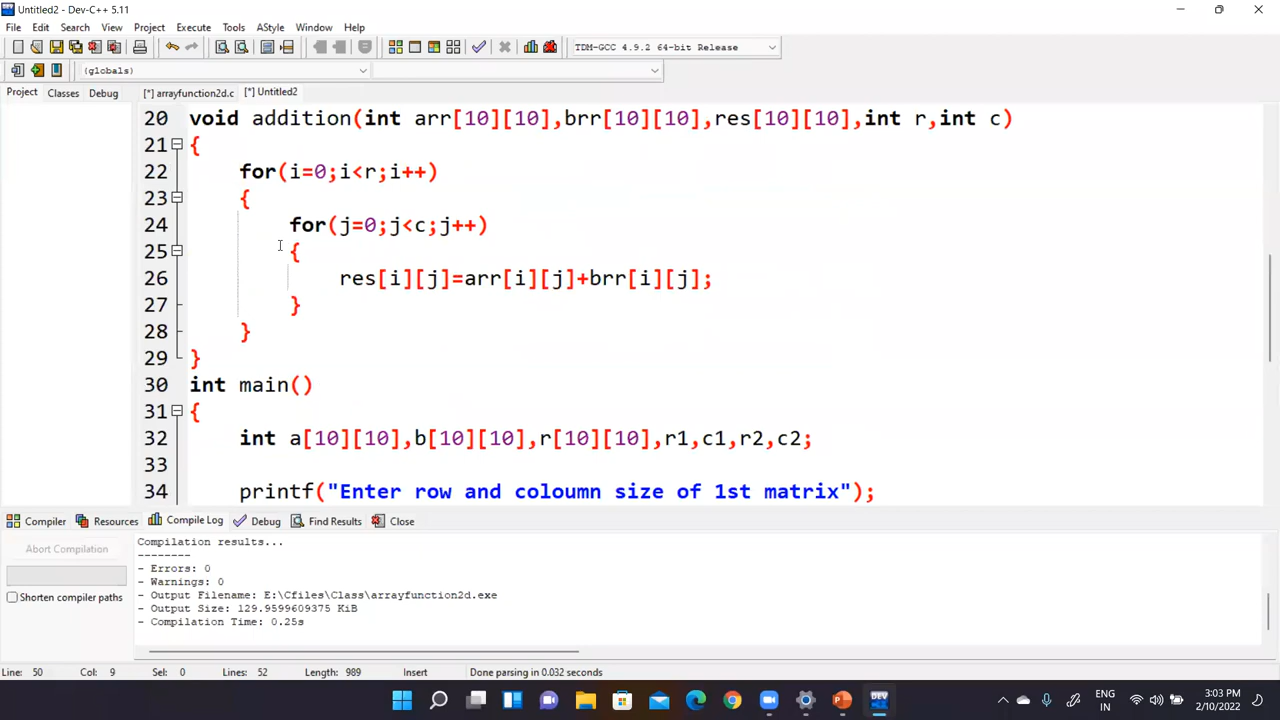 Untitled2 - Dev-C++ 5.11
File Edit Search View Project Execute Tools AStyle Window Help
TDM-GCC 4.9.2 64-bit Release
(globals)
Project Classes Debug [*] arrayfunction2d.c [*] Untitled2
20 void addition(int arr[10][10],brr[10][10],res[10][10],int r,int c)
21 {
22 for(i=0;i<r;i++)
23 {
24 for(j=0;j<c;j++)
25 {
26 res[i][j]=arr[i][j]+brr[i][j];
27 }
28 }
29 }
30 int main()
31 {
32 int a[10][10],b[10][10],r[10][10],r1,c1,r2,c2;
33
34 printf("Enter row and coloumn size of 1st matrix");
Compiler Resources Compile Log Debug Find Results Close
Abort Compilation
Shorten compiler paths
Compilation results...
--------
- Errors: 0
- Warnings: 0
- Output Filename: E:\Cfiles\Class\arrayfunction2d.exe
- Output Size: 129.9599609375 KiB
- Compilation Time: 0.25s
Line: 50 Col: 9 Sel: 0 Lines: 52 Length: 989 Insert Done parsing in 0.032 seconds
DEV
ENG
IN
3:03 PM
2/10/2022